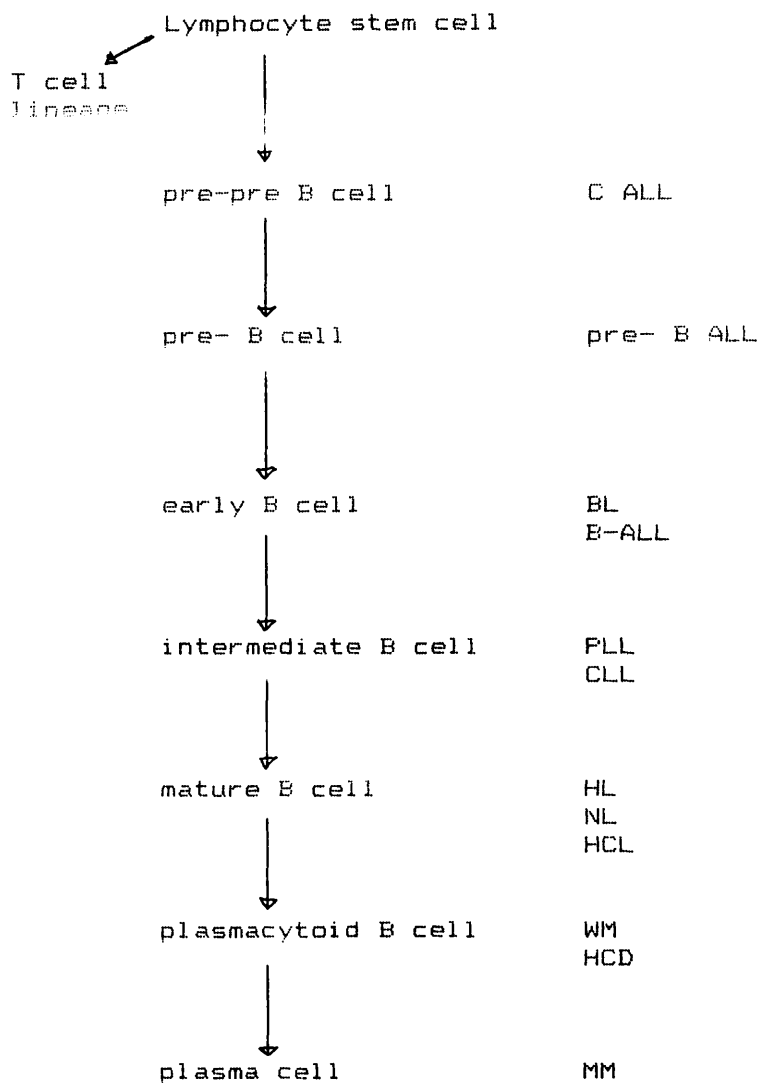 Lymphocyte stem cell
T cell
lineage
pre-pre B cell C ALL
pre- B cell pre- B ALL
early B cell BL
B-ALL
intermediate B cell PLL
CLL
mature B cell HL
NL
HCL
plasmacytoid B cell WM
HCD
plasma cell MM